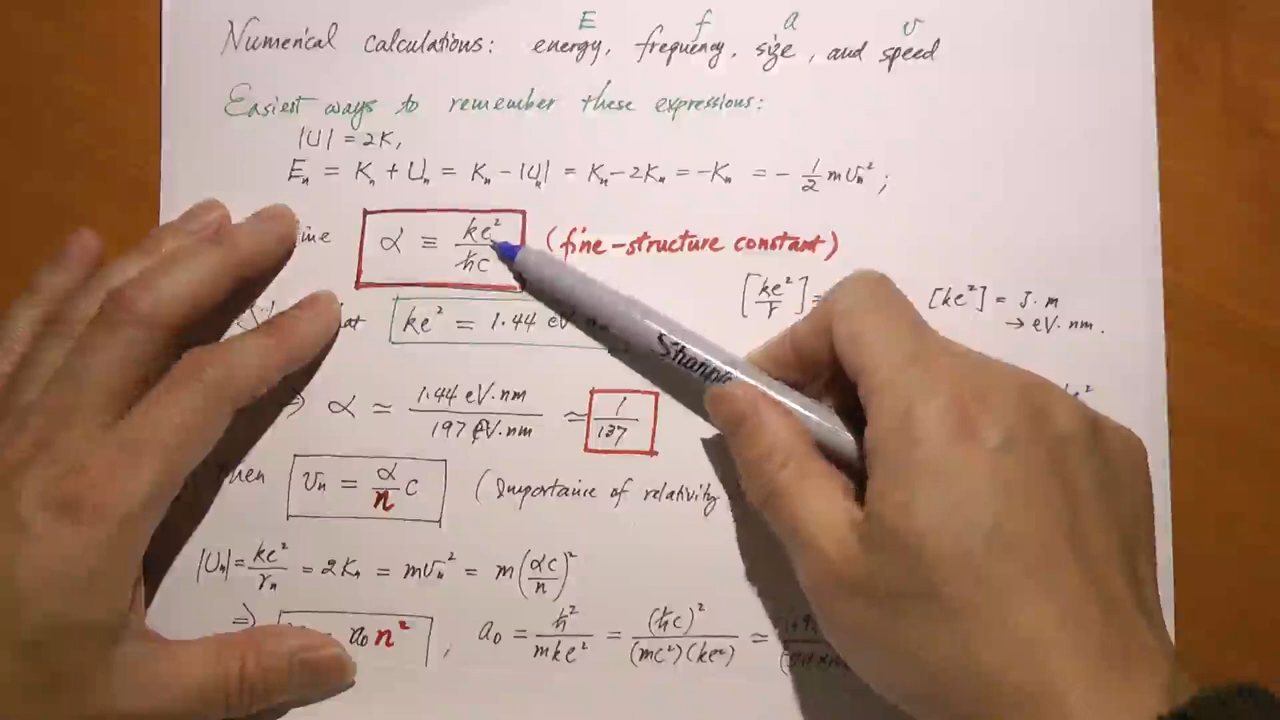 E f a v
Numerical calculations: energy, frequency, size, and speed
Easiest ways to remember these expressions:
|U| = 2K,
Eₙ = Kₙ + Uₙ = Kₙ - |Uₙ| = Kₙ - 2Kₙ = -Kₙ = - 1/2 mvₙ²;
α ≡ ke²/ħc (fine-structure constant)
ke² = 1.44 eV [ke²/r] = [ke²] = J·m
→ eV·nm.
⇒ α ≃ 1.44 eV·nm / 197 eV·nm ≈ 1/137
vₙ = α/n c (Importance of relativity
|Uₙ| = ke²/rₙ = 2Kₙ = mvₙ² = m(αc/n)²
⇒ = a₀n², a₀ = ħ²/mke² = (ħc)²/(mc²)(ke²) ≃
Sharpie